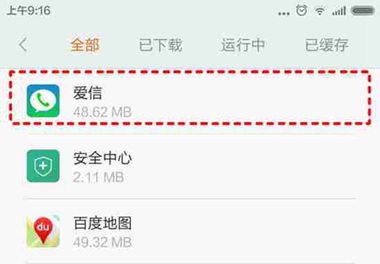 上午9:16
...
全部 已下载 运行中 已缓存
爱信
48.62 MB
安全中心
2.11 MB
du
百度地图
49.32 MB